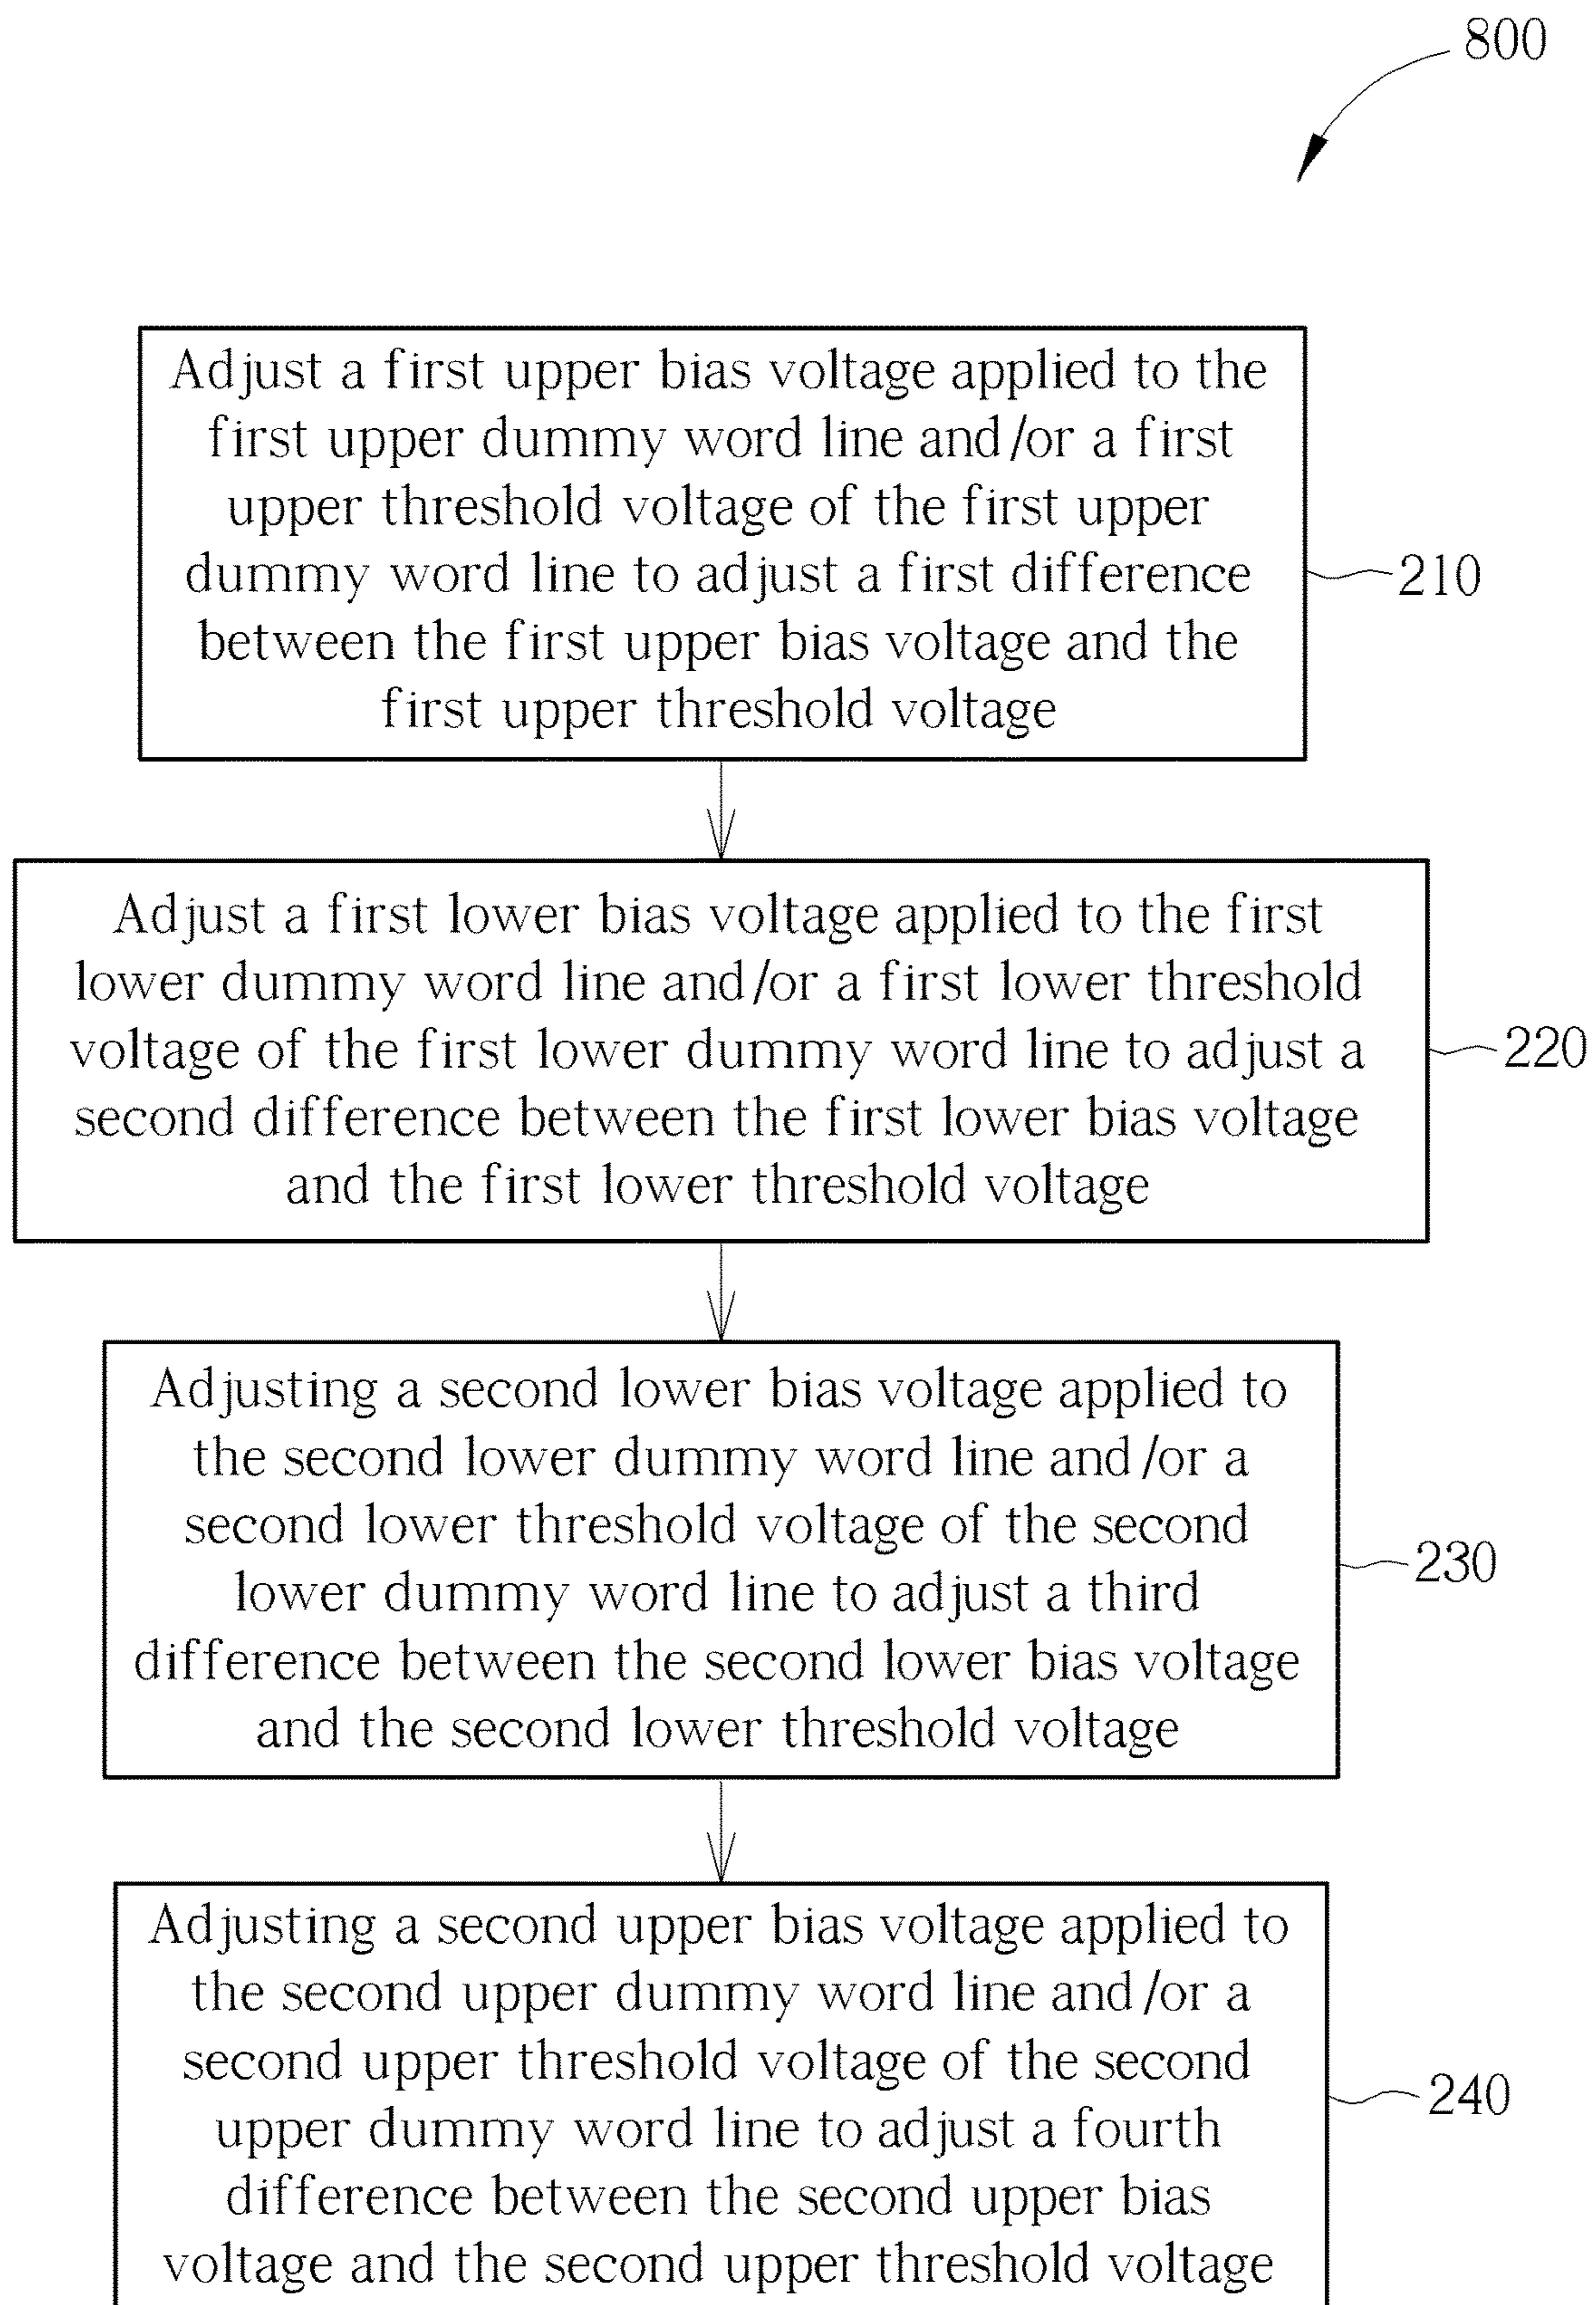 800
Adjust a first upper bias voltage applied to the
first upper dummy word line and/or a first
upper threshold voltage of the first upper
dummy word line to adjust a first difference
between the first upper bias voltage and the
first upper threshold voltage
210
Adjust a first lower bias voltage applied to the first
lower dummy word line and/or a first lower threshold
voltage of the first lower dummy word line to adjust a
second difference between the first lower bias voltage
and the first lower threshold voltage
220
Adjusting a second lower bias voltage applied to
the second lower dummy word line and/or a
second lower threshold voltage of the second
lower dummy word line to adjust a third
difference between the second lower bias voltage
and the second lower threshold voltage
230
Adjusting a second upper bias voltage applied to
the second upper dummy word line and/or a
second upper threshold voltage of the second
upper dummy word line to adjust a fourth
difference between the second upper bias
voltage and the second upper threshold voltage
240